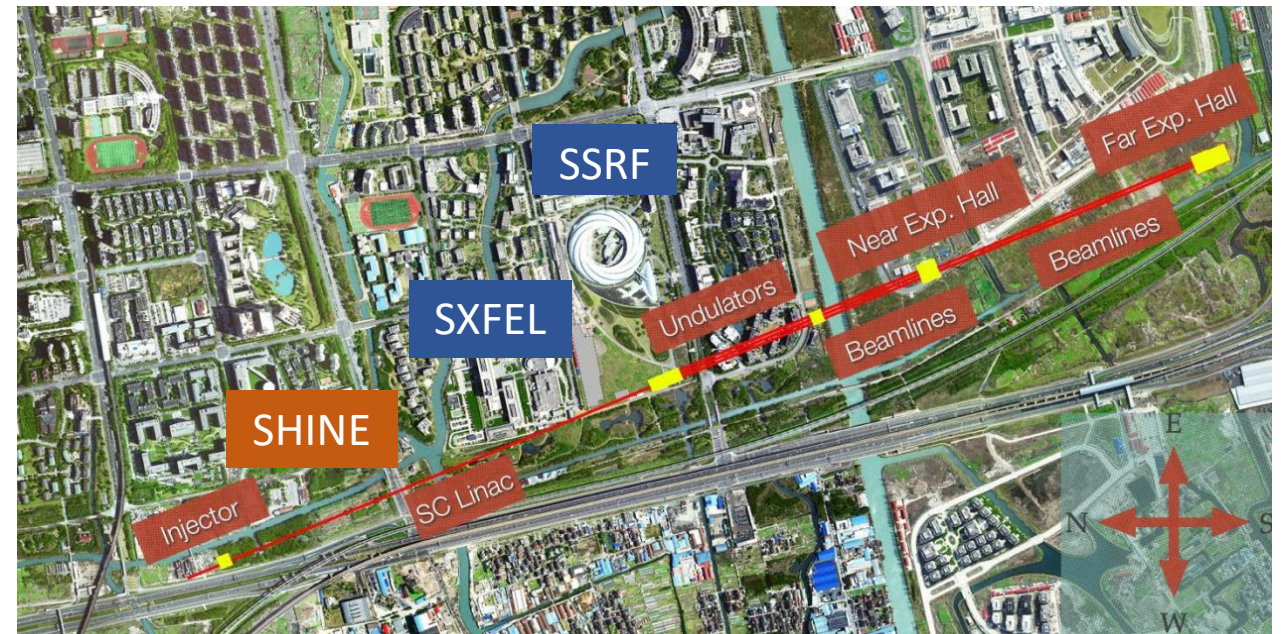 SSRF
Far Exp. Hall
Near Exp. Hall
Beamlines
SXFEL
Undulators
Beamlines
SHINE
SC Linac
Injector
E
N
S
W